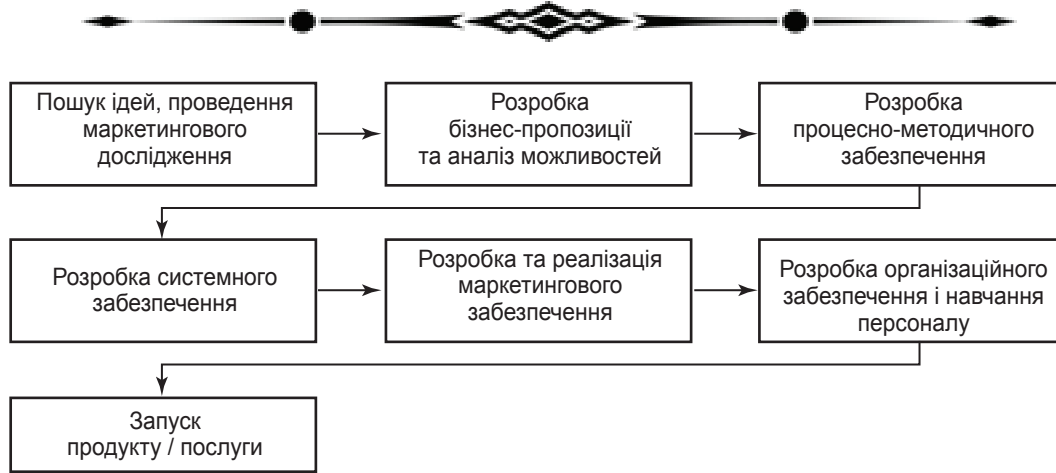 Пошук ідей, проведення
маркетингового
дослідження
Розробка
бізнес-пропозиції
та аналіз можливостей
Розробка
процесно-методичного
забезпечення
Розробка системного
забезпечення
Розробка та реалізація
маркетингового
забезпечення
Розробка організаційного
забезпечення і навчання
персоналу
Запуск
продукту / послуги